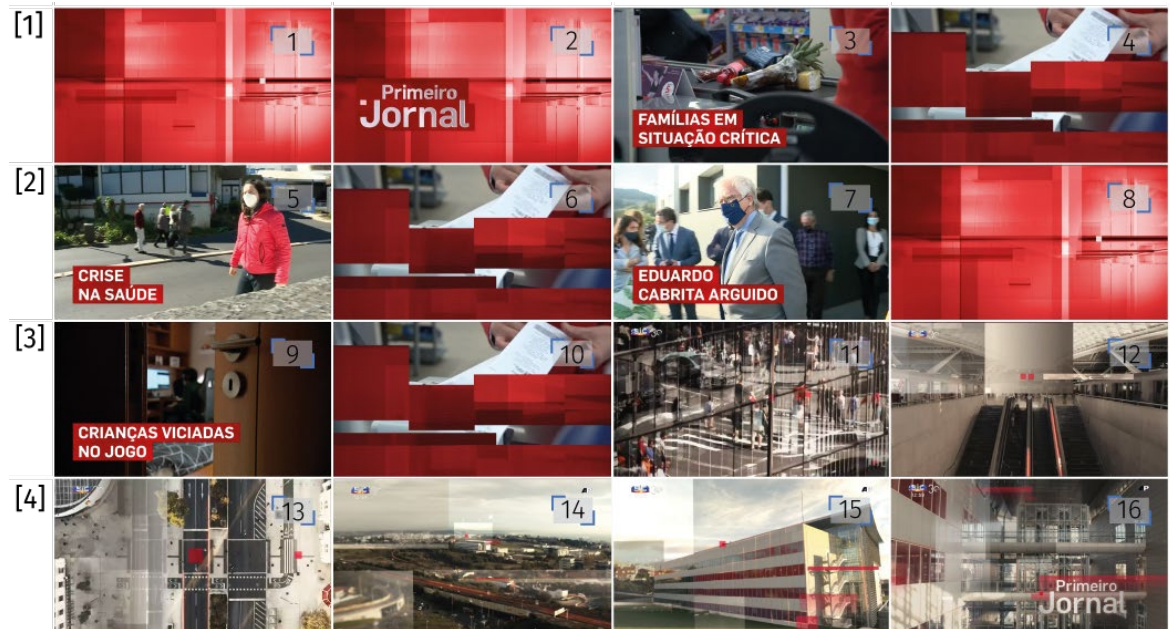 [1]
1
2
3
4
Primeiro
Jornal
FAMÍLIAS EM
SITUAÇÃO CRÍTICA
[2]
5
6
7
8
CRISE
NA SAÚDE
EDUARDO
CABRITA ARGUIDO
[3]
9
10
11
12
CRIANÇAS VICIADAS
NO JOGO
[4]
13
14
15
16
Primeiro
Jornal